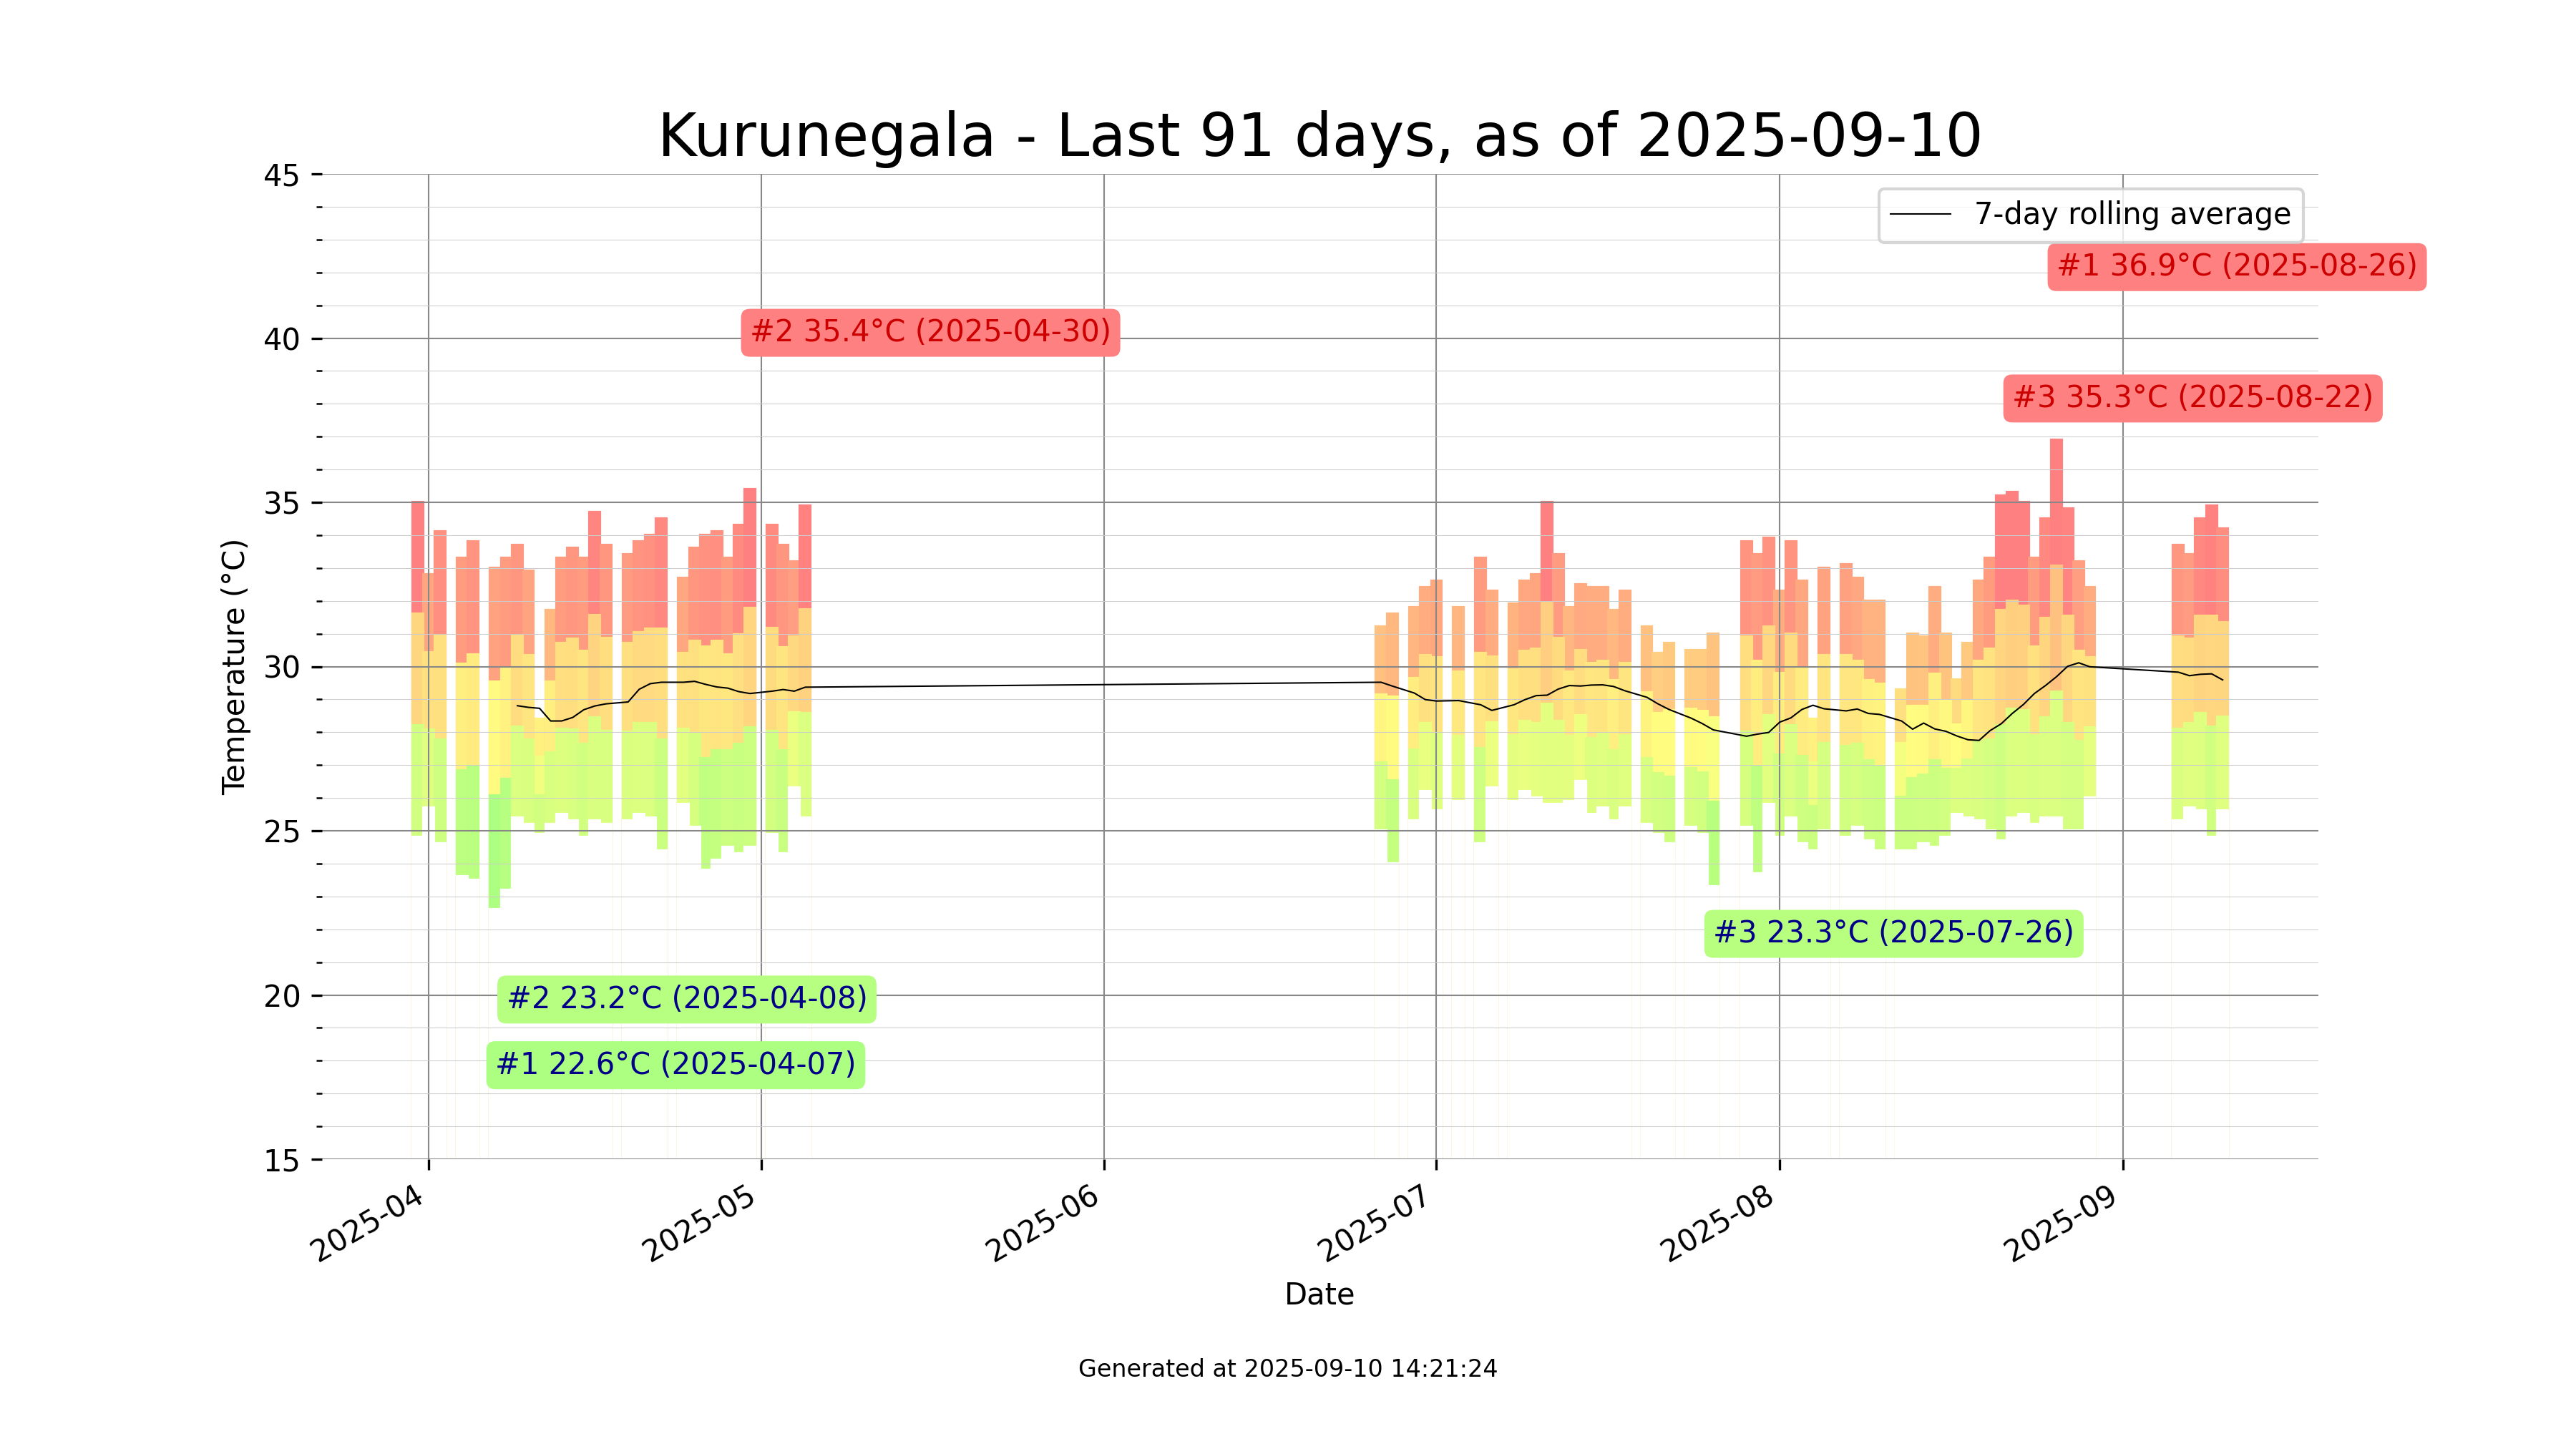 Kurunegala - Last 91 days, as of 2025-09-10
45
7-day rolling average
#1 36.9°C (2025-08-26)
#2 35.4°C (2025-04-30)
40
#3 35.3°C (2025-08-22)
35
Temperature (°C)
30
25
#3 23.3°C (2025-07-26)
20
#2 23.2°C (2025-04-08)
#1 22.6°C (2025-04-07)
15
2025-04
2025-05
2025-06
2025-07
2025-08
2025-09
Date
Generated at 2025-09-10 14:21:24